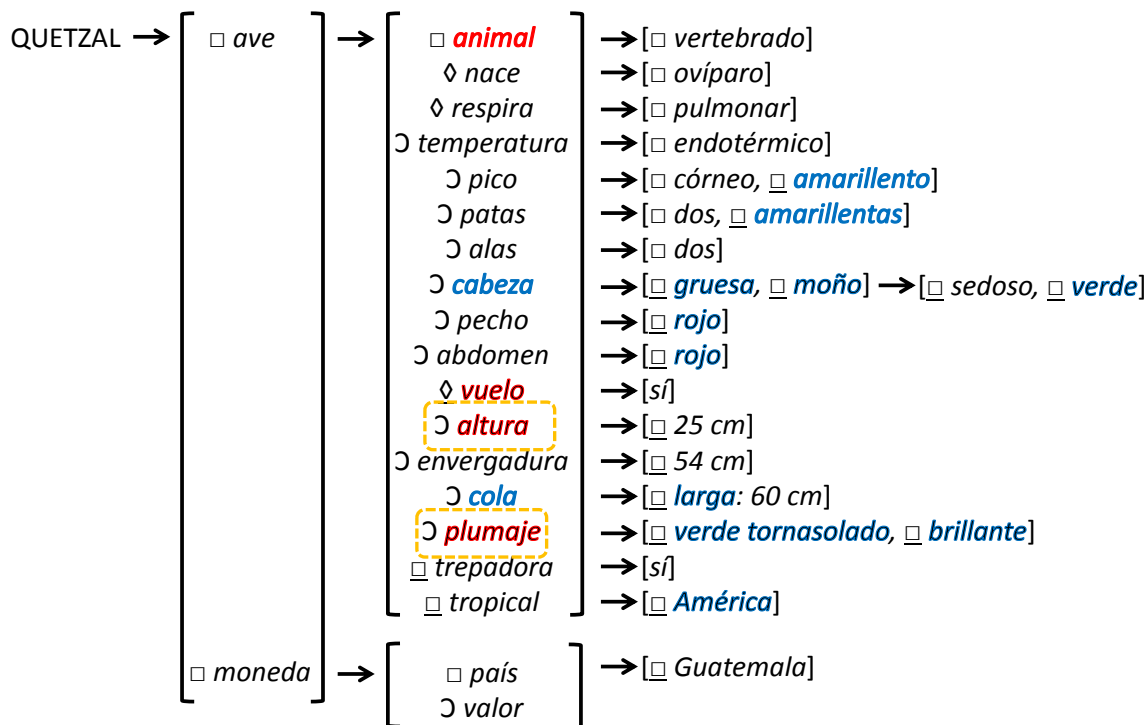 QUETZAL → [ □ ave → [ □ animal → [□ vertebrado]
◊ nace → [□ ovíparo]
◊ respira → [□ pulmonar]
Ɔ temperatura → [□ endotérmico]
Ɔ pico → [□ córneo, □ amarillento]
Ɔ patas → [□ dos, □ amarillentas]
Ɔ alas → [□ dos]
Ɔ cabeza → [□ gruesa, □ moño] → [□ sedoso, □ verde]
Ɔ pecho → [□ rojo]
Ɔ abdomen → [□ rojo]
◊ vuelo → [sí]
Ɔ altura → [□ 25 cm]
Ɔ envergadura → [□ 54 cm]
Ɔ cola → [□ larga: 60 cm]
Ɔ plumaje → [□ verde tornasolado, □ brillante]
□ trepadora → [sí]
□ tropical → [□ América]
□ moneda → [ □ país → [□ Guatemala]
Ɔ valor